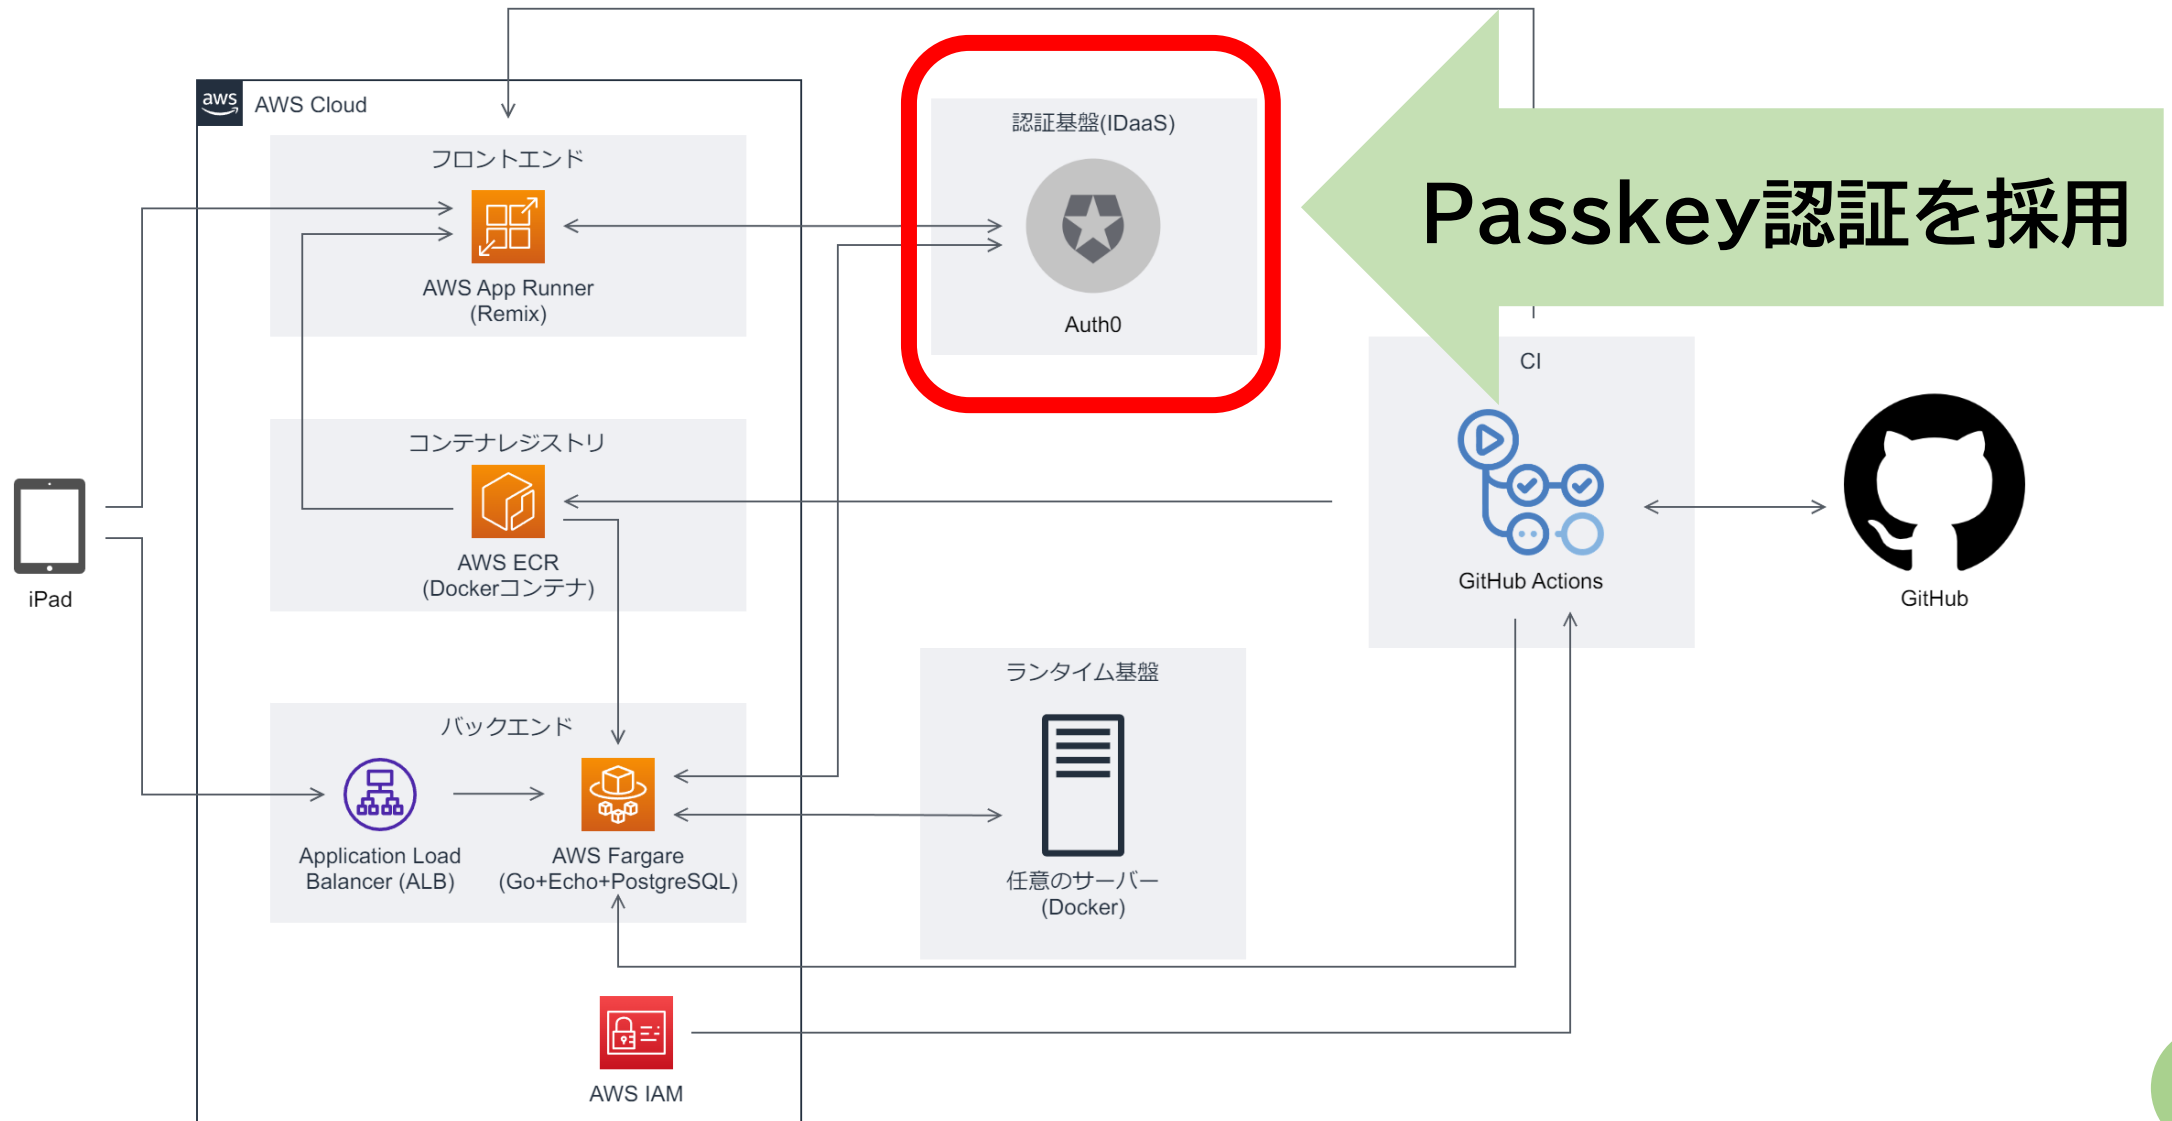 aws
AWS Cloud
フロントエンド
AWS App Runner
(Remix)
認証基盤(IDaaS)
Auth0
Passkey認証を採用
コンテナレジストリ
AWS ECR
(Dockerコンテナ)
iPad
CI
GitHub Actions
GitHub
バックエンド
Application Load
Balancer (ALB)
AWS Fargare
(Go+Echo+PostgreSQL)
ランタイム基盤
任意のサーバー
(Docker)
AWS IAM